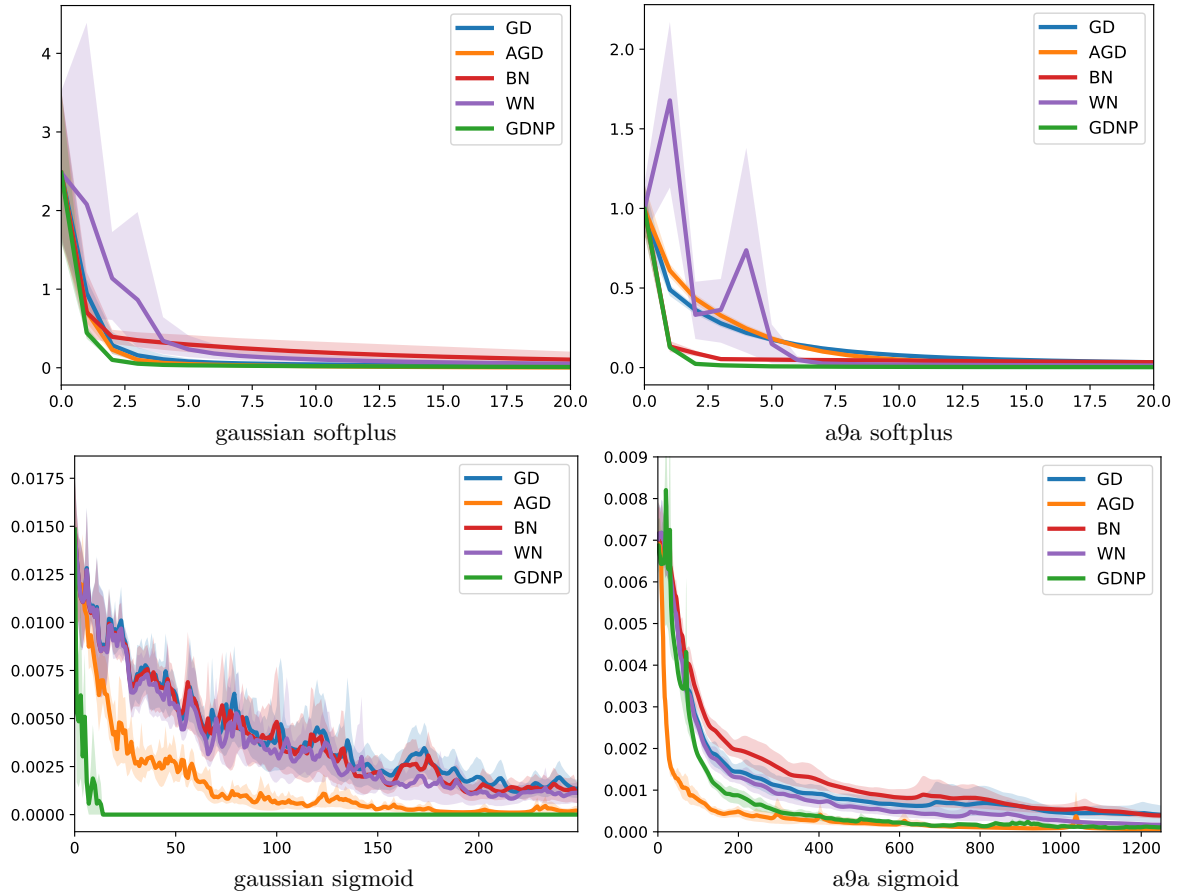 GD
AGD
BN
WN
GDNP
4
3
2
1
0
0.0 2.5 5.0 7.5 10.0 12.5 15.0 17.5 20.0
gaussian softplus
GD
AGD
BN
WN
GDNP
2.0
1.5
1.0
0.5
0.0
0.0 2.5 5.0 7.5 10.0 12.5 15.0 17.5 20.0
a9a softplus
GD
AGD
BN
WN
GDNP
0.0175
0.0150
0.0125
0.0100
0.0075
0.0050
0.0025
0.0000
0 50 100 150 200
gaussian sigmoid
GD
AGD
BN
WN
GDNP
0.009
0.008
0.007
0.006
0.005
0.004
0.003
0.002
0.001
0.000
0 200 400 600 800 1000 1200
a9a sigmoid